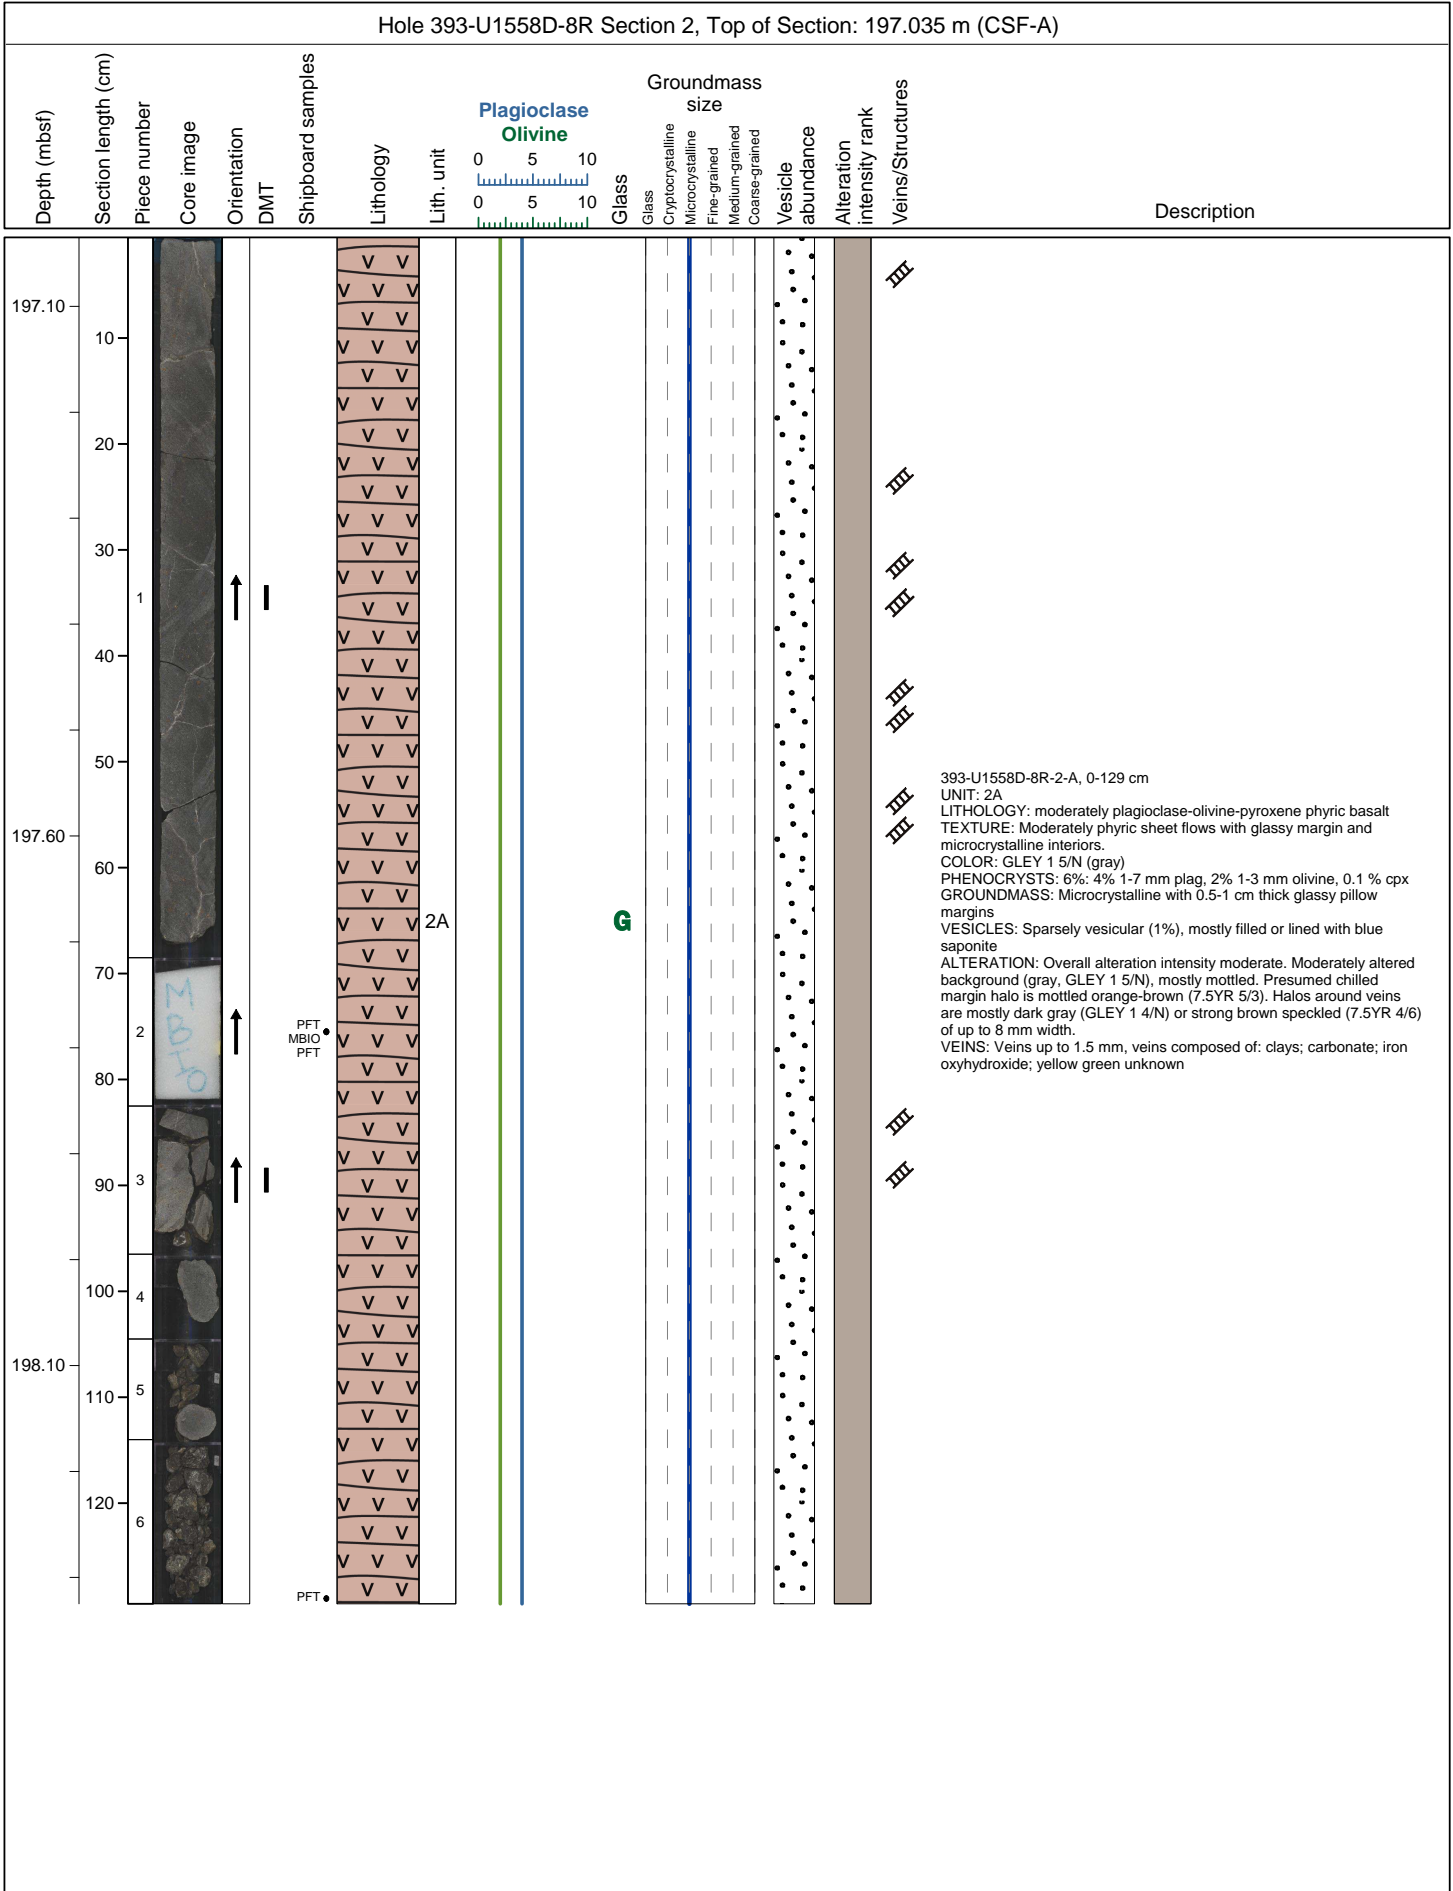 Hole 393-U1558D-8R Section 2, Top of Section: 197.035 m (CSF-A)
Depth (mbsf)
Section length (cm)
Piece number
Core image
Orientation
DMT
Shipboard samples
Lithology
Lith. unit
Plagioclase
Olivine
0 5 10
0 5 10
Glass
Groundmass
size
Glass
Cryptocrystalline
Microcrystalline
Fine-grained
Medium-grained
Coarse-grained
Vesicle
abundance
Alteration
intensity rank
Veins/Structures
Description
197.10
197.60
198.10
10
20
30
40
50
60
70
80
90
100
110
120
1
2
3
4
5
6
M
B
I
O
PFT
MBIO
PFT
PFT
2A
G
393-U1558D-8R-2-A, 0-129 cm
UNIT: 2A
LITHOLOGY: moderately plagioclase-olivine-pyroxene phyric basalt
TEXTURE: Moderately phyric sheet flows with glassy margin and
microcrystalline interiors.
COLOR: GLEY 1 5/N (gray)
PHENOCRYSTS: 6%: 4% 1-7 mm plag, 2% 1-3 mm olivine, 0.1 % cpx
GROUNDMASS: Microcrystalline with 0.5-1 cm thick glassy pillow
margins
VESICLES: Sparsely vesicular (1%), mostly filled or lined with blue
saponite
ALTERATION: Overall alteration intensity moderate. Moderately altered
background (gray, GLEY 1 5/N), mostly mottled. Presumed chilled
margin halo is mottled orange-brown (7.5YR 5/3). Halos around veins
are mostly dark gray (GLEY 1 4/N) or strong brown speckled (7.5YR 4/6)
of up to 8 mm width.
VEINS: Veins up to 1.5 mm, veins composed of: clays; carbonate; iron
oxyhydroxide; yellow green unknown